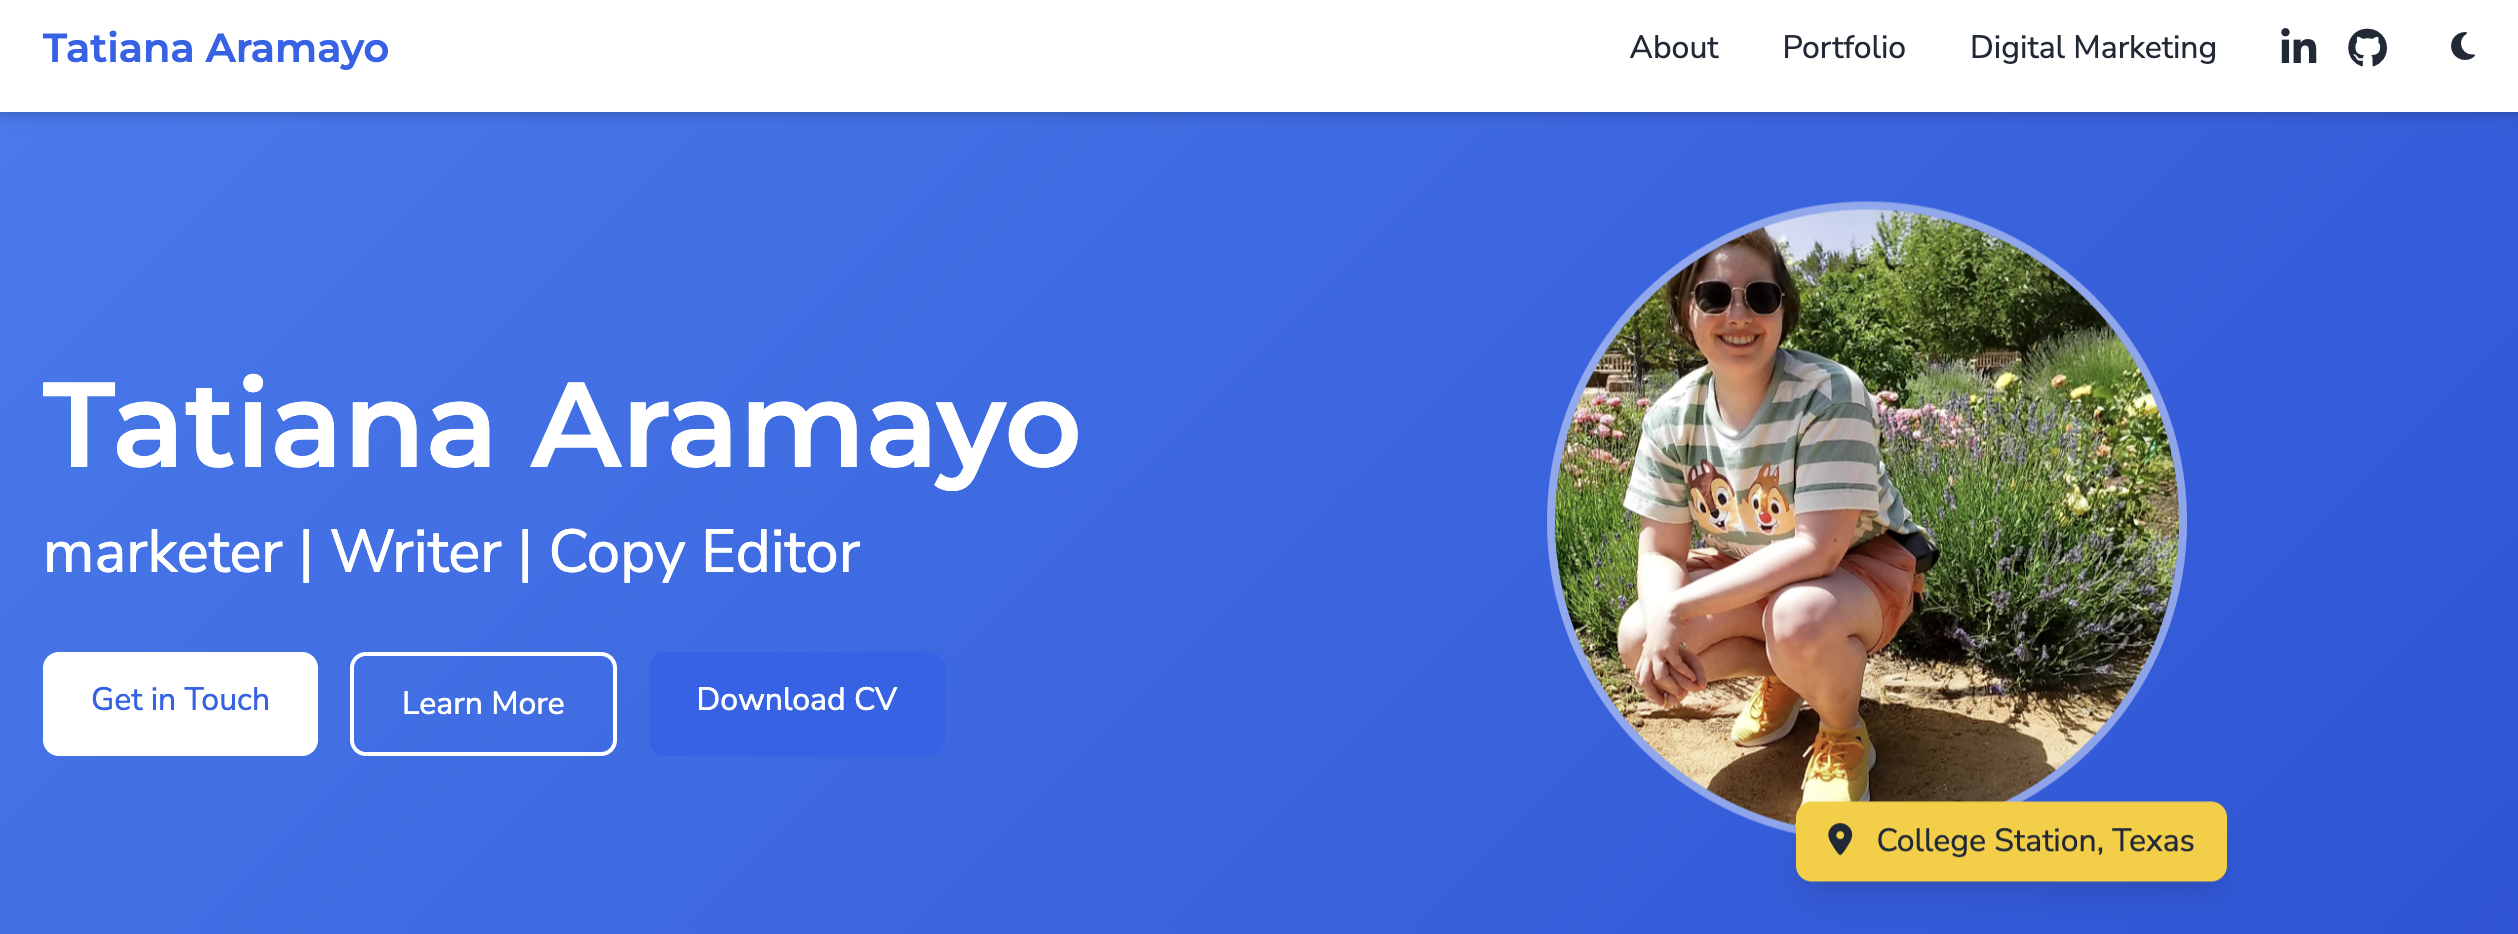 Tatiana Aramayo
About Portfolio Digital Marketing in
Tatiana Aramayo
marketer | Writer | Copy Editor
Get in Touch Learn More Download CV
College Station, Texas